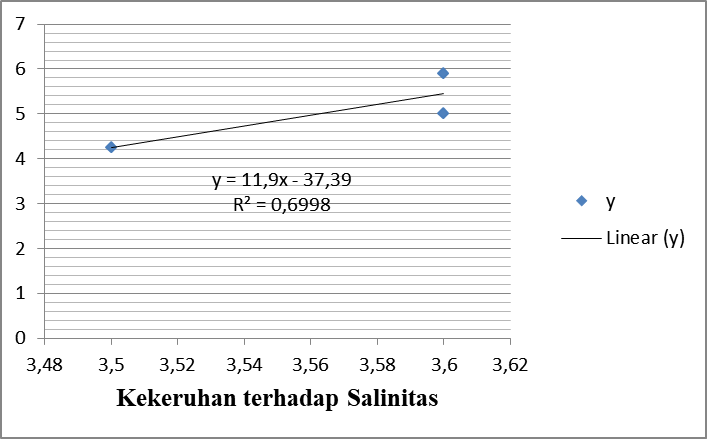 7
6
5
4
3
2
1
0
y = 11,9x - 37,39
R² = 0,6998
y
Linear (y)
3,48 3,5 3,52 3,54 3,56 3,58 3,6 3,62
Kekeruhan terhadap Salinitas